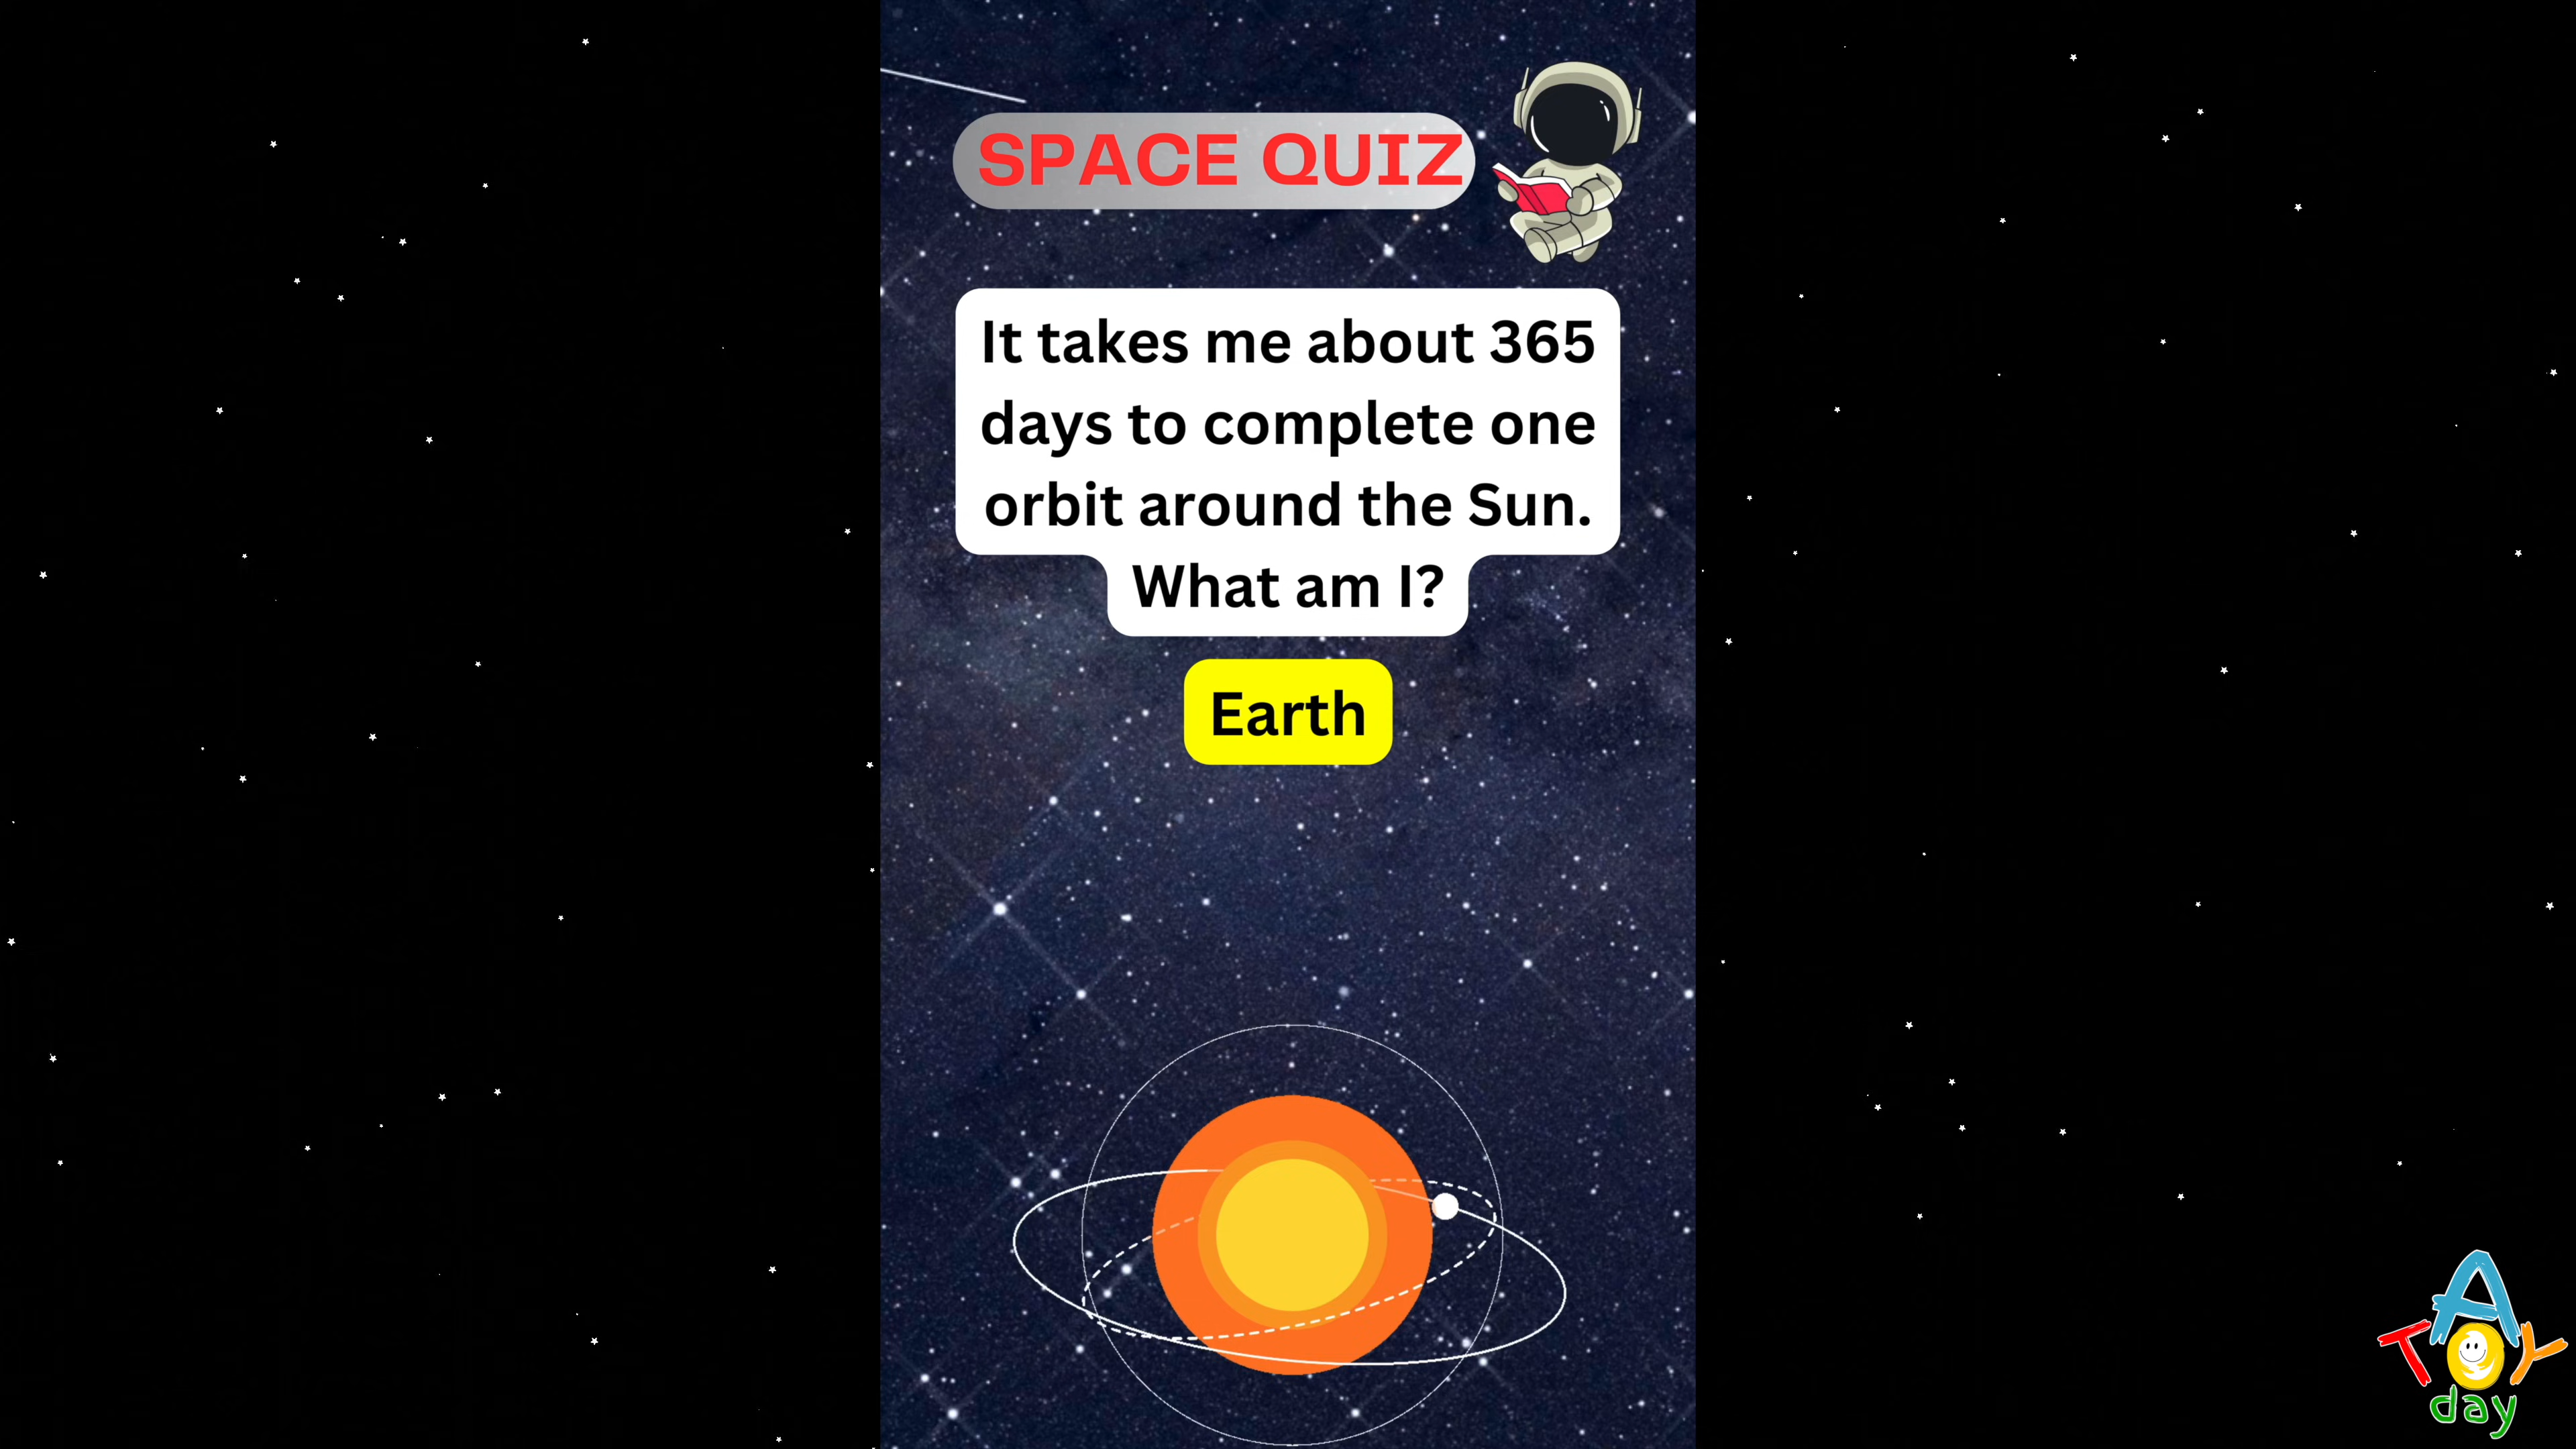 SPACE QUIZ
It takes me about 365
days to complete one
orbit around the Sun.
What am I?
Earth
A
TOY
day